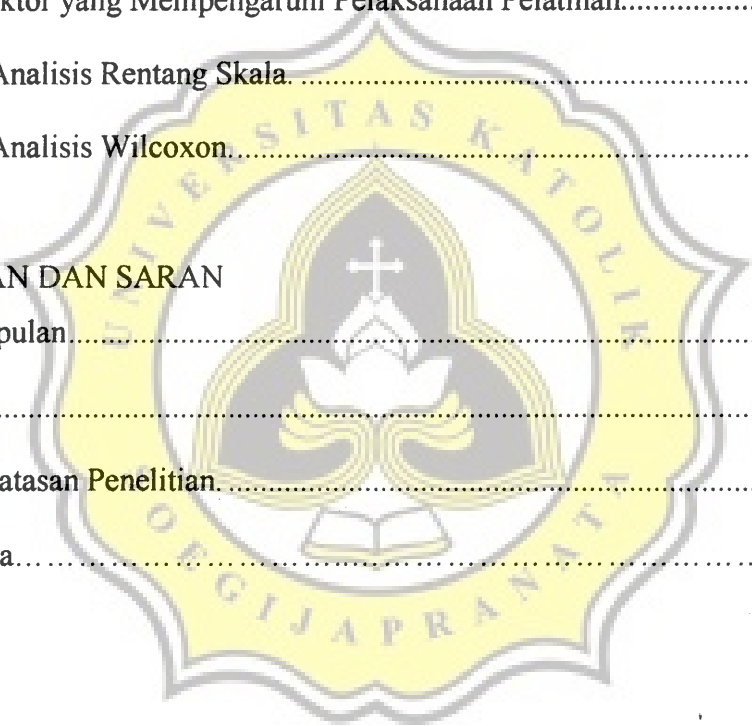 ktor yang Mempengaruhi Pelaksanaan Pelatihan
Analisis Rentang Skala
Analisis Wilcoxon
AN DAN SARAN
pulan
atasan Penelitian
a
UNIVERSITAS KATOLIK
SOEGIJAPRANATA